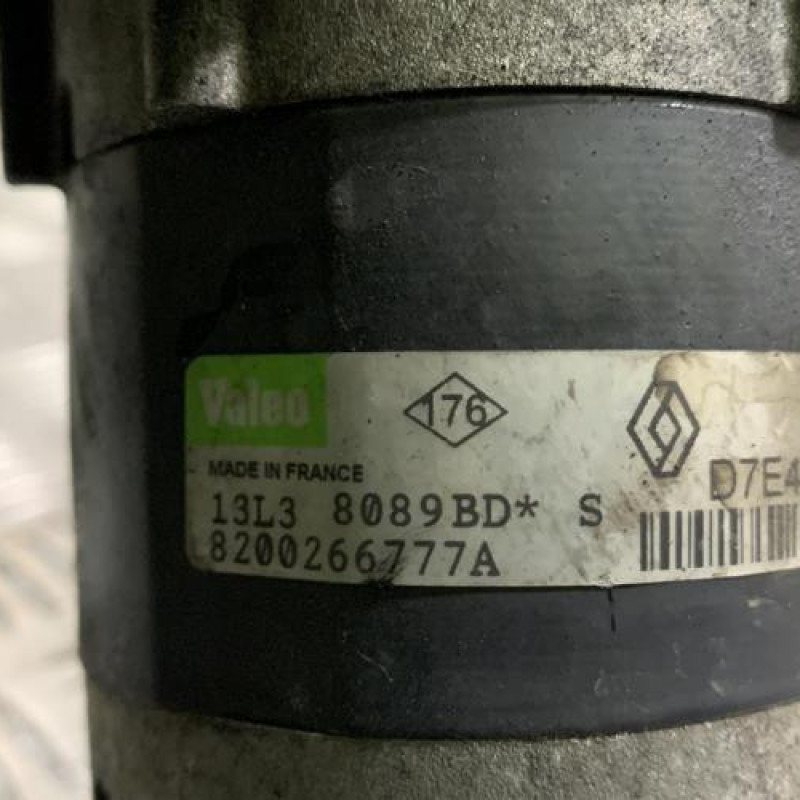 Valeo
176
MADE IN FRANCE
D7E4
13L3 8089BD* S
8200266777A